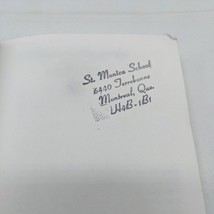 St. Monica School
6440 Terrebonne
Montreal, Que.
H4B-1B1